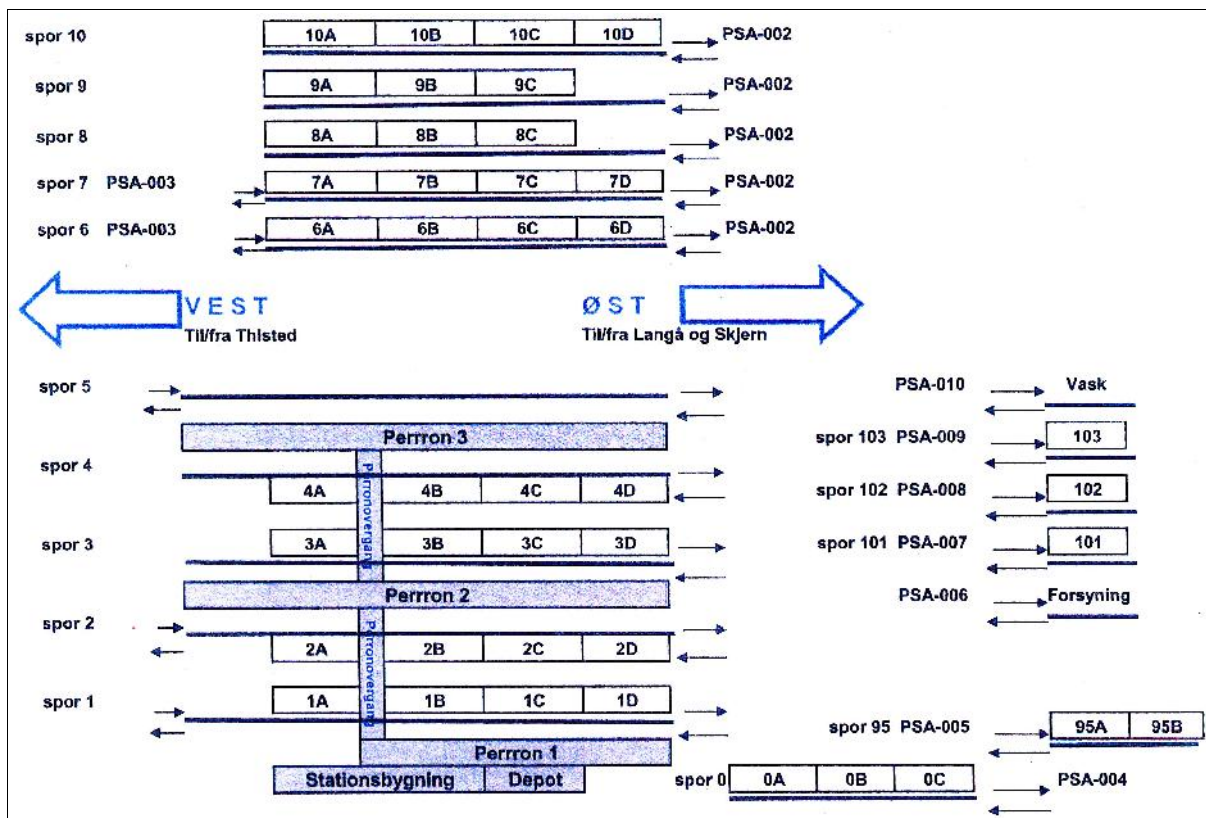 spor 10 10A 10B 10C 10D PSA-002
spor 9 9A 9B 9C PSA-002
spor 8 8A 8B 8C PSA-002
spor 7 PSA-003 7A 7B 7C 7D PSA-002
spor 6 PSA-003 6A 6B 6C 6D PSA-002
VEST ØST
Til/fra Thisted Til/fra Langå og Skjern
spor 5 PSA-010 Vask
Perrron 3 spor 103 PSA-009 103
spor 4 4A 4B 4C 4D spor 102 PSA-008 102
Perronovergang
spor 3 3A 3B 3C 3D spor 101 PSA-007 101
Perrron 2 PSA-006 Forsyning
spor 2 2A 2B 2C 2D
Perronovergang
spor 1 1A 1B 1C 1D
spor 95 PSA-005 95A 95B
Perrron 1
Stationsbygning Depot spor 0 0A 0B 0C PSA-004